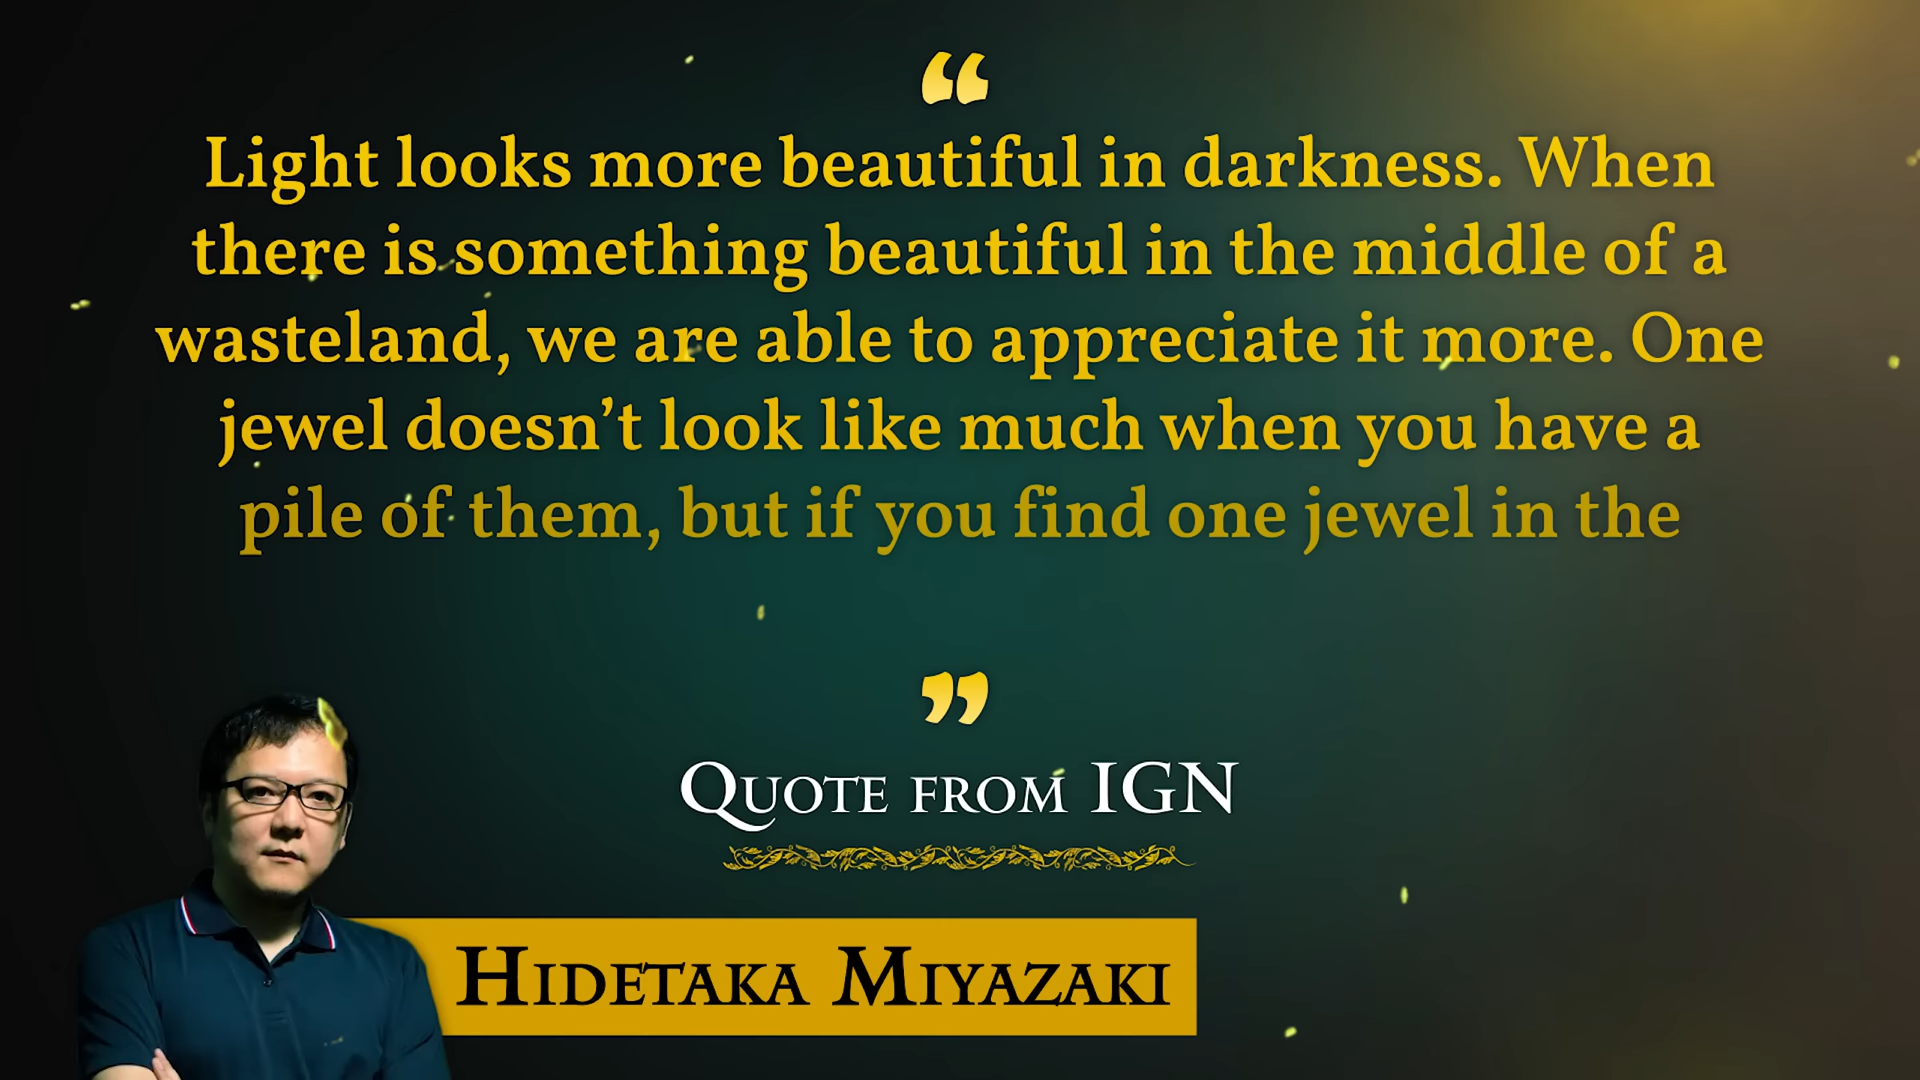 “
Light looks more beautiful in darkness. When
there is something beautiful in the middle of a
wasteland, we are able to appreciate it more. One
jewel doesn’t look like much when you have a
pile of them, but if you find one jewel in the
”
Quote from IGN
Hidetaka Miyazaki